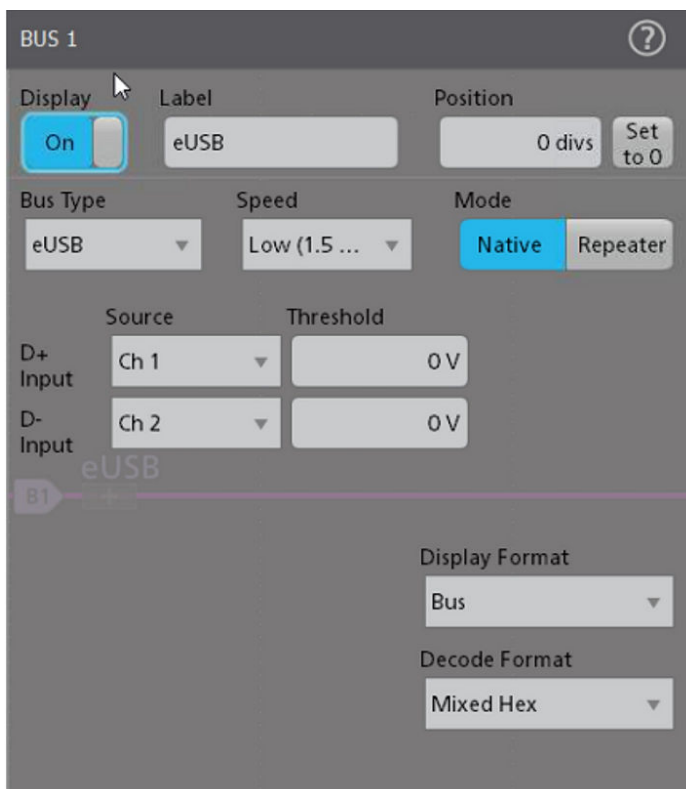 BUS 1 ?
Display Label Position
On eUSB 0 divs Set to 0
Bus Type Speed Mode
eUSB Low (1.5 ... Native Repeater
Source Threshold
D+ Input Ch 1 0 V
D- Input Ch 2 0 V
eUSB
B1
Display Format
Bus
Decode Format
Mixed Hex